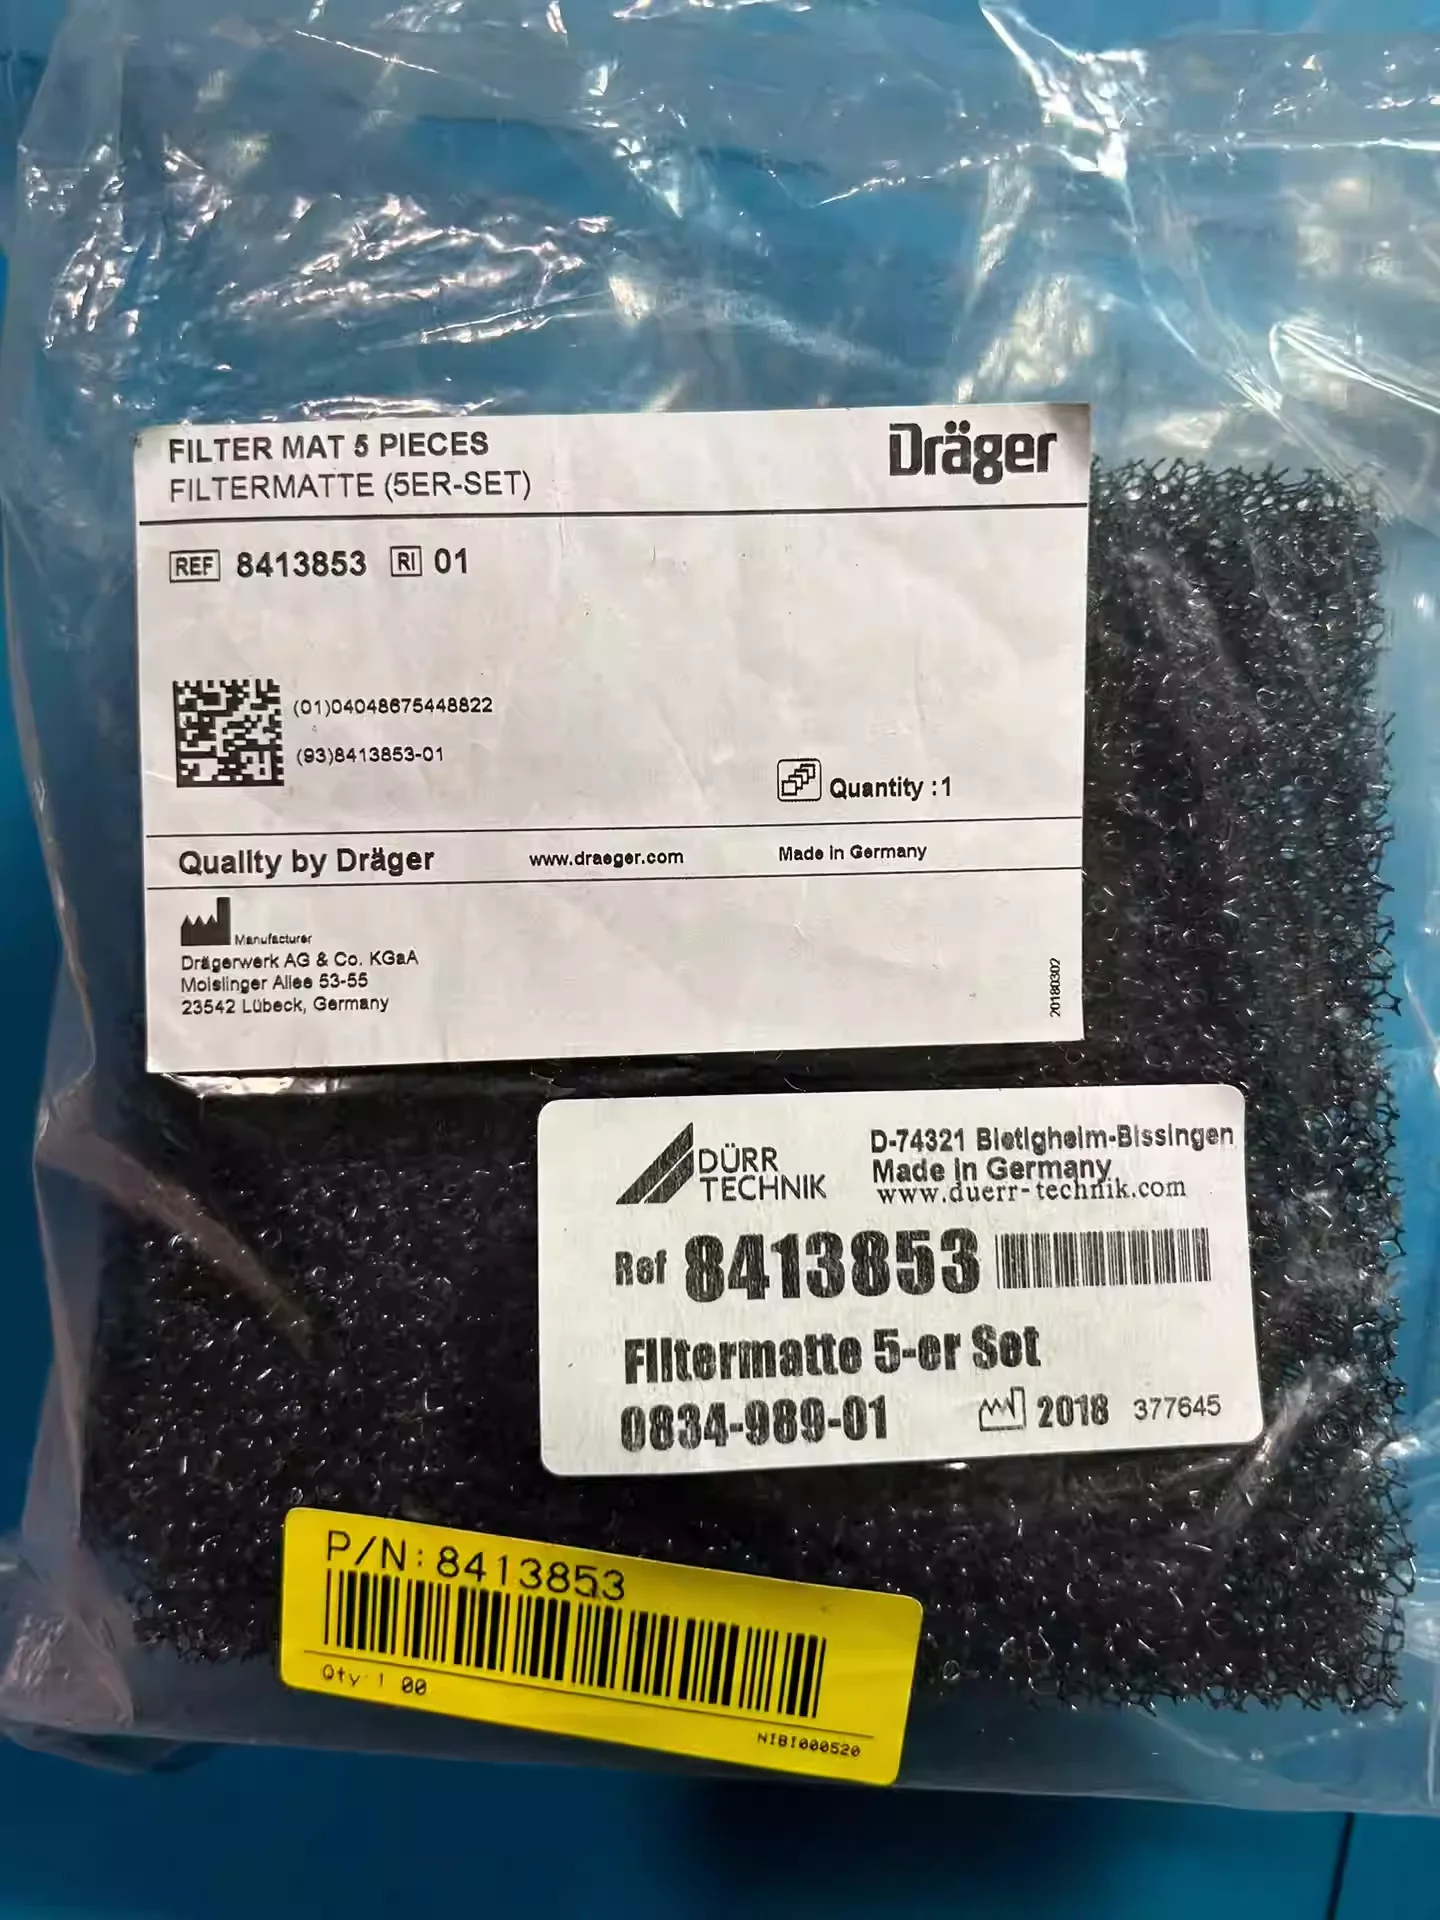 FILTER MAT 5 PIECES
FILTERMATTE (5ER-SET)
Dräger
REF 8413853 RI 01
(01)04048675448822
(93)8413853-01
Quantity :1
Quality by Dräger www.draeger.com Made in Germany
Manufacturer
Drägerwerk AG & Co. KGaA
Moislinger Allee 53-55
23542 Lübeck, Germany
20180302
DÜRR
TECHNIK
D-74321 Bietigheim-Bissingen
Made in Germany
www.duerr-technik.com
Ref 8413853
Filtermatte 5-er Set
0834-989-01 2018 377645
P/N:8413853
Qty 1 00
NIBI000520